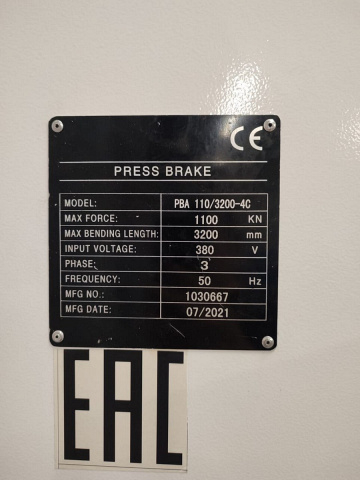 CE
PRESS BRAKE
MODEL: PBA 110/3200-4C
MAX FORCE: 1100 KN
MAX BENDING LENGTH: 3200 mm
INPUT VOLTAGE: 380 V
PHASE: 3
FREQUENCY: 50 Hz
MFG NO.: 1030667
MFG DATE: 07/2021
EAC